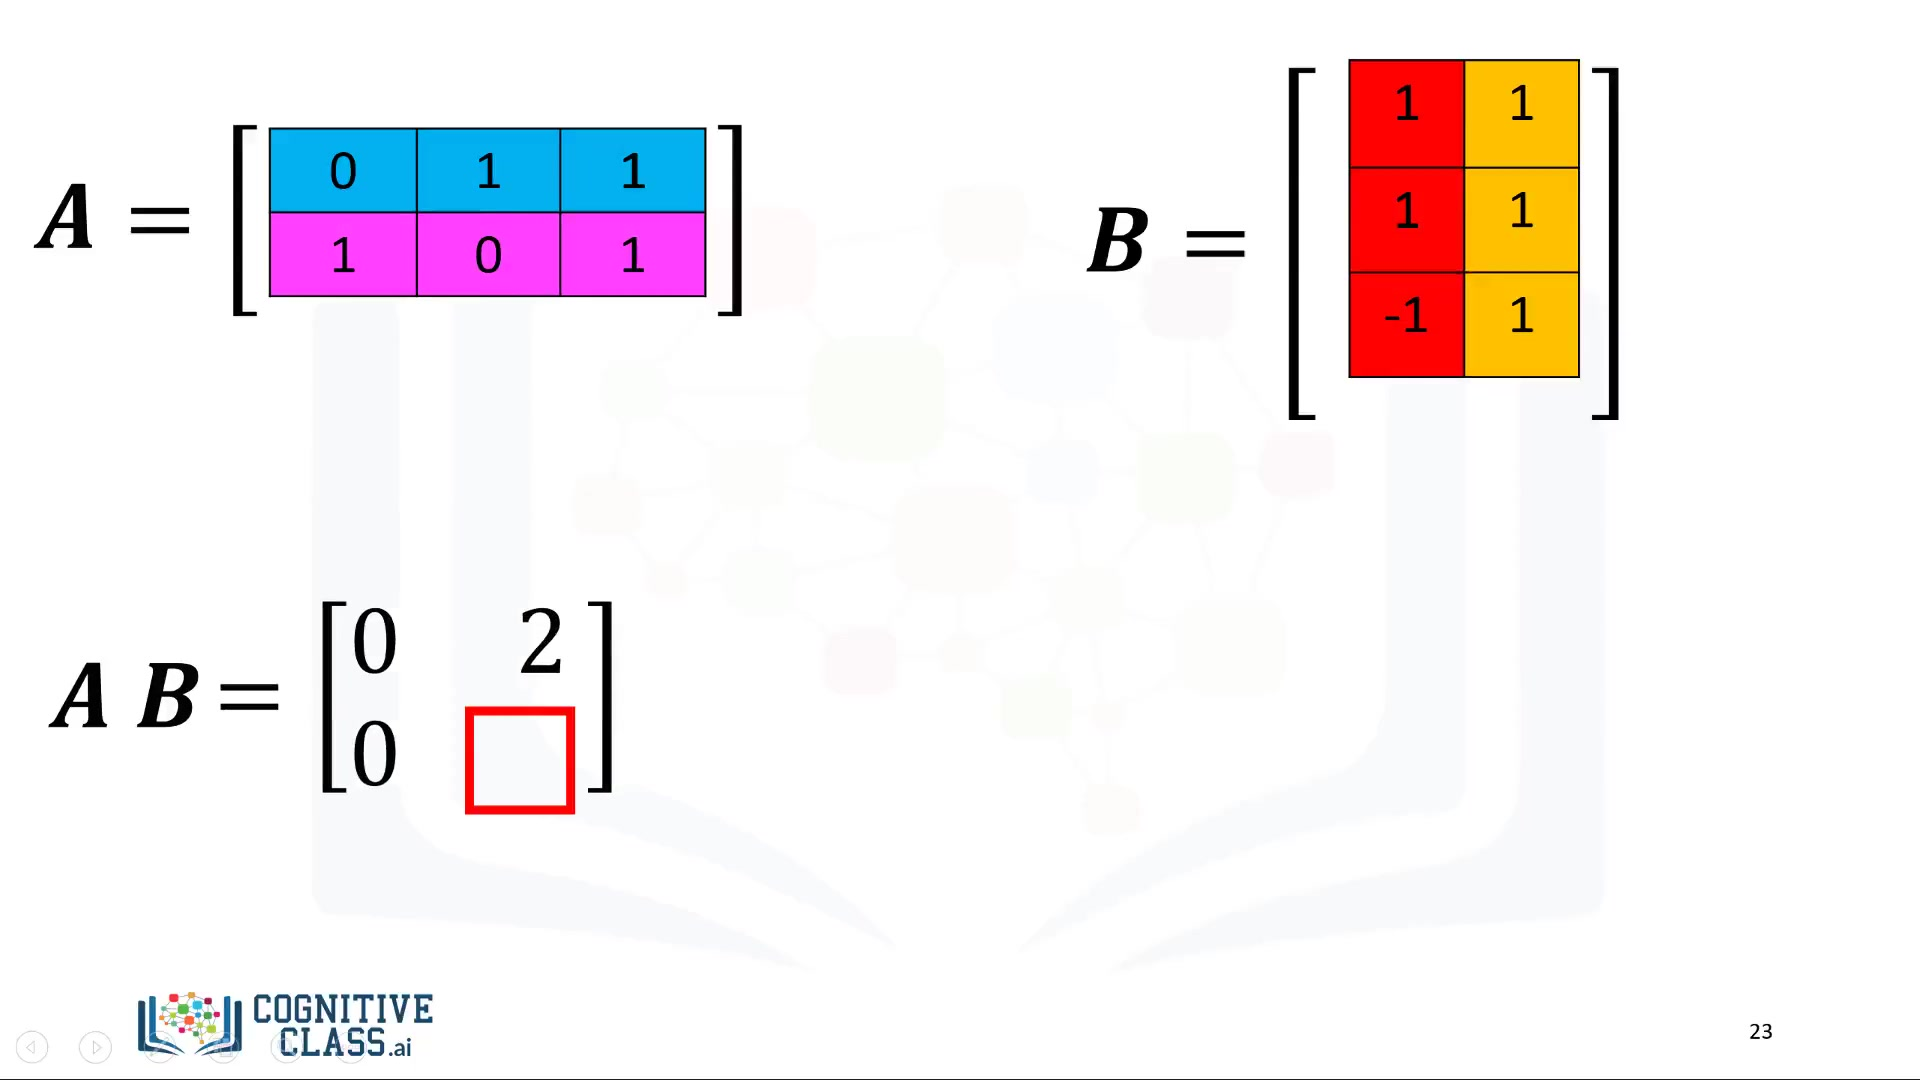 A = [ 0 1 1
1 0 1 ]
B = [ 1 1
1 1
-1 1 ]
A B = [ 0 2
0 ]
COGNITIVE
CLASS.ai
23